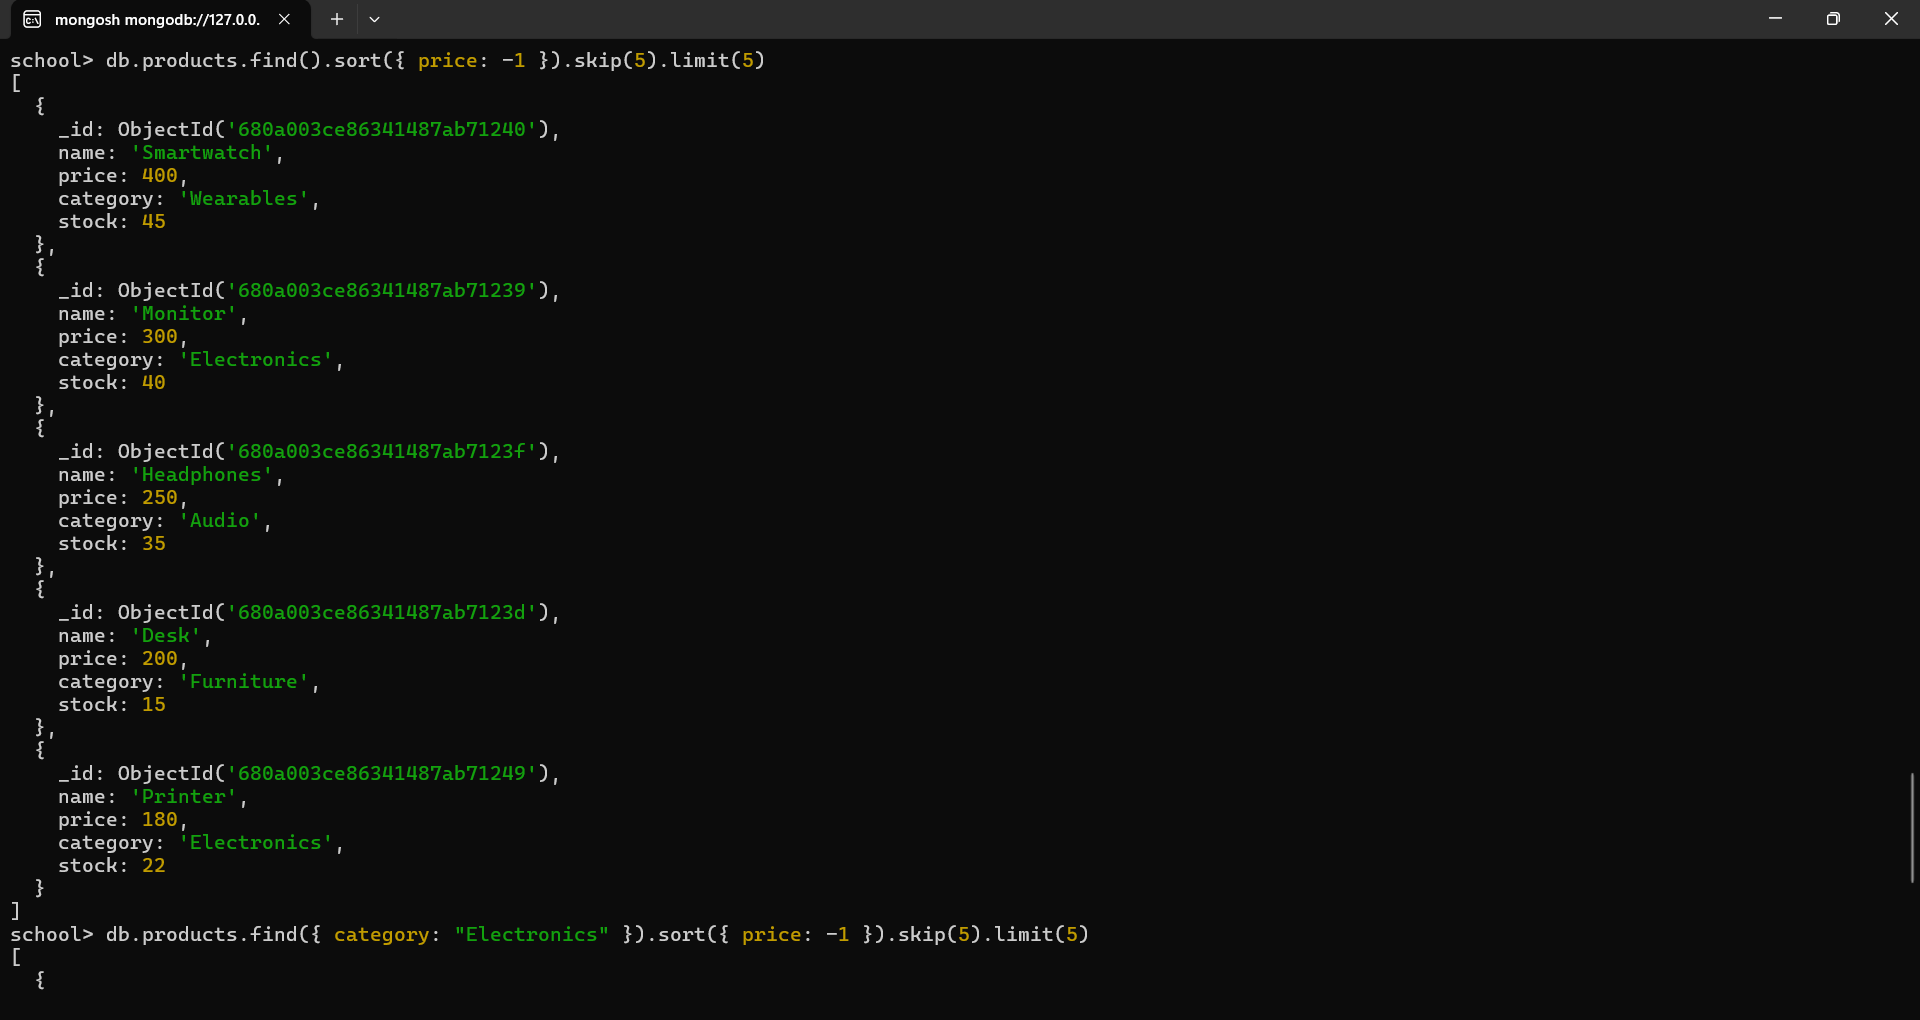 mongosh mongodb://127.0.0.
school> db.products.find().sort({ price: -1 }).skip(5).limit(5)
[
  {
    _id: ObjectId('680a003ce86341487ab71240'),
    name: 'Smartwatch',
    price: 400,
    category: 'Wearables',
    stock: 45
  },
  {
    _id: ObjectId('680a003ce86341487ab71239'),
    name: 'Monitor',
    price: 300,
    category: 'Electronics',
    stock: 40
  },
  {
    _id: ObjectId('680a003ce86341487ab7123f'),
    name: 'Headphones',
    price: 250,
    category: 'Audio',
    stock: 35
  },
  {
    _id: ObjectId('680a003ce86341487ab7123d'),
    name: 'Desk',
    price: 200,
    category: 'Furniture',
    stock: 15
  },
  {
    _id: ObjectId('680a003ce86341487ab71249'),
    name: 'Printer',
    price: 180,
    category: 'Electronics',
    stock: 22
  }
]
school> db.products.find({ category: "Electronics" }).sort({ price: -1 }).skip(5).limit(5)
[
  {